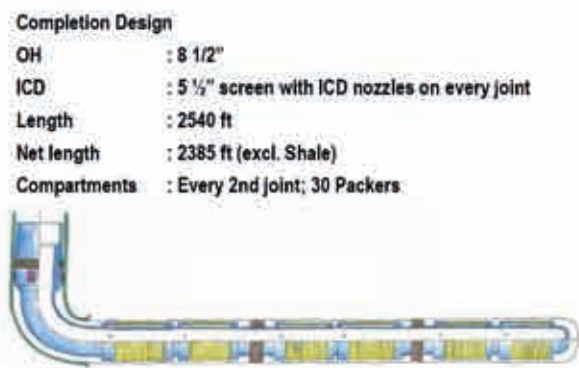 Completion Design
OH : 8 1/2"
ICD : 5 ½" screen with ICD nozzles on every joint
Length : 2540 ft
Net length : 2385 ft (excl. Shale)
Compartments : Every 2nd joint; 30 Packers